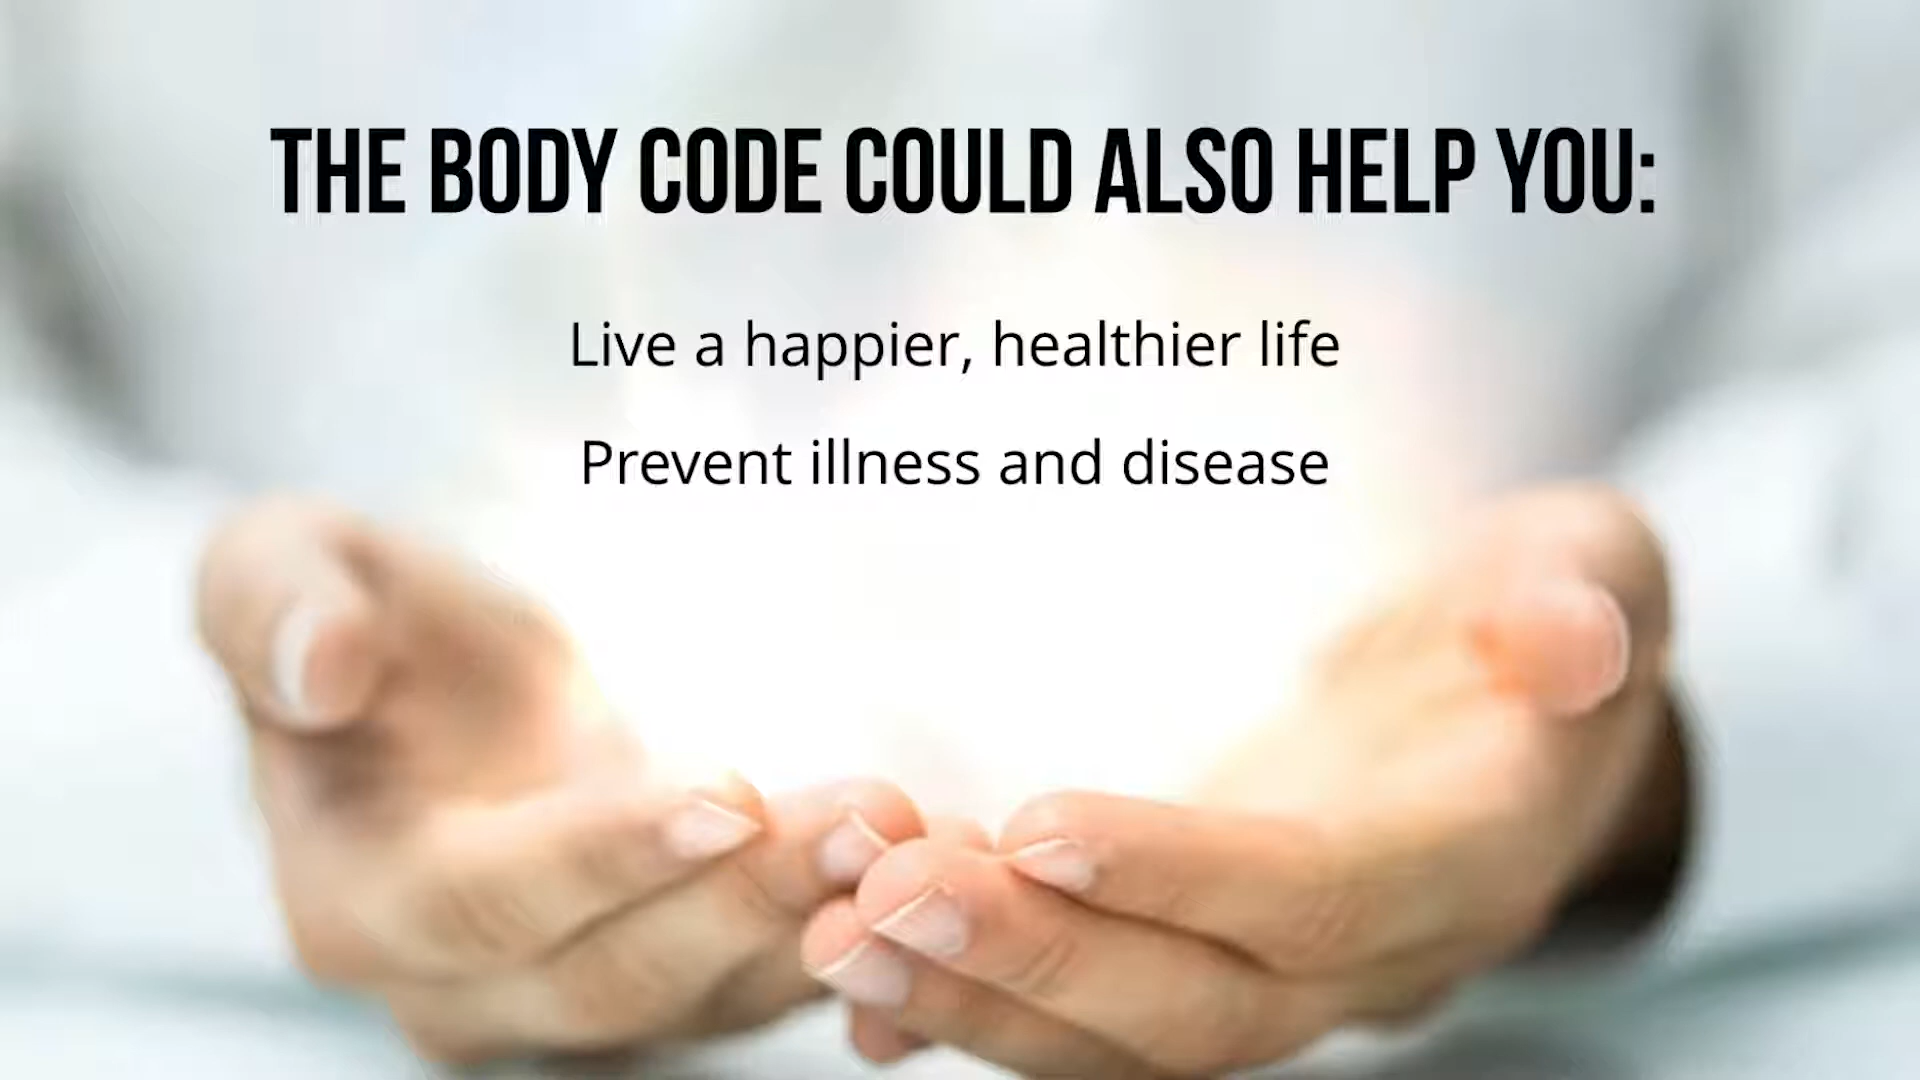 THE BODY CODE COULD ALSO HELP YOU:
Live a happier, healthier life
Prevent illness and disease